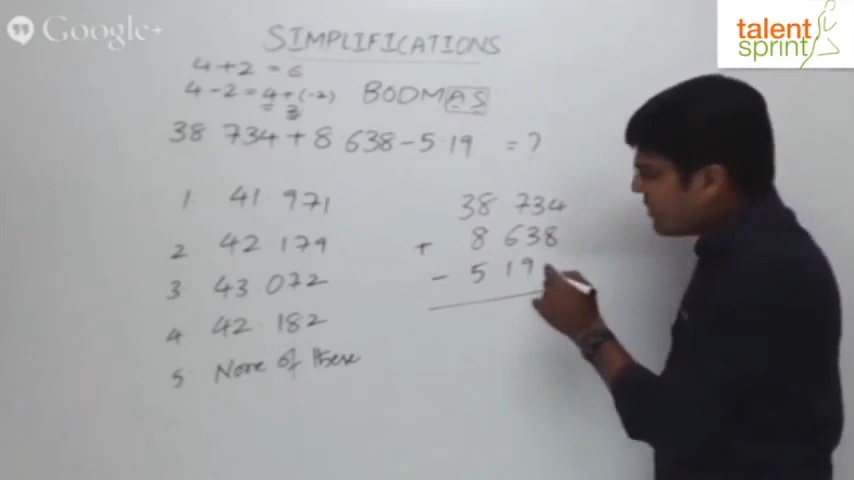 Google+
talent
sprint
SIMPLIFICATIONS
4+2 = 6
4-2 = 4+(-2)
= 3
BODMAS
38 734 + 8 638 - 5 19 = ?
1 41 971
2 42 179
3 43 072
4 42 182
5 None of these
38 734
+ 8 638
- 5 19